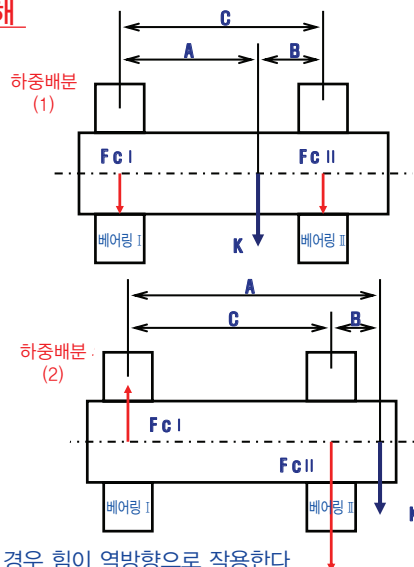 해
C
A B
하중배분
(1)
Fc I Fc II
베어링 I K 베어링 II
A
C B
하중배분
(2)
Fc I
Fc II
베어링 I 베어링 II
경우 힘이 역방향으로 작용한다